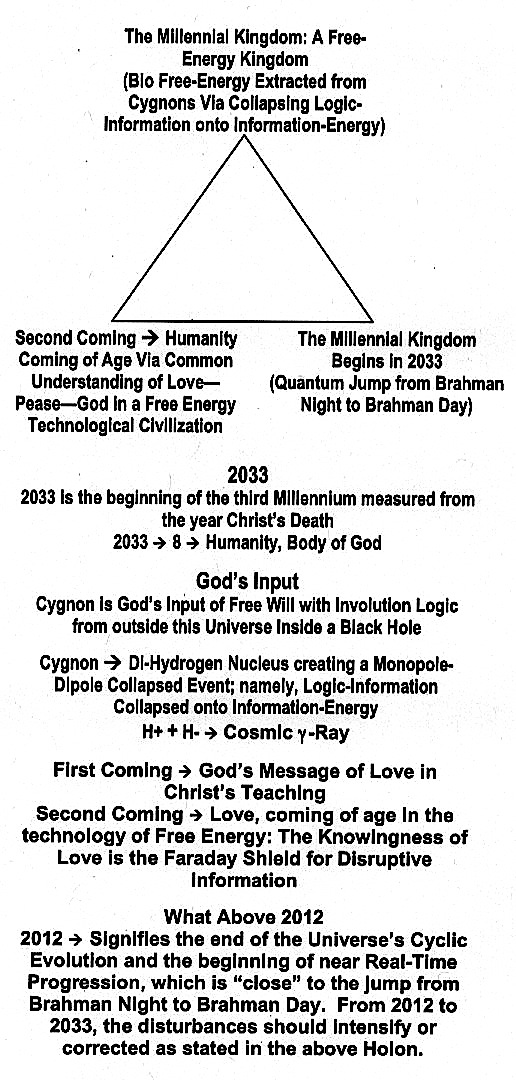 The Millennial Kingdom: A Free-
Energy Kingdom
(Bio Free-Energy Extracted from
Cygnons Via Collapsing Logic-
Information onto Information-Energy)
Second Coming → Humanity
Coming of Age Via Common
Understanding of Love—
Pease—God in a Free Energy
Technological Civilization
The Millennial Kingdom
Begins in 2033
(Quantum Jump from Brahman
Night to Brahman Day)
2033
2033 is the beginning of the third Millennium measured from
the year Christ's Death
2033 → 8 → Humanity, Body of God
God's Input
Cygnon is God's Input of Free Will with Involution Logic
from outside this Universe Inside a Black Hole
Cygnon → Di-Hydrogen Nucleus creating a Monopole-
Dipole Collapsed Event; namely, Logic-Information
Collapsed onto Information-Energy
H+ + H- → Cosmic γ-Ray
First Coming → God's Message of Love in
Christ's Teaching
Second Coming → Love, coming of age in the
technology of Free Energy: The Knowingness of
Love is the Faraday Shield for Disruptive
Information
What Above 2012
2012 → Signifies the end of the Universe's Cyclic
Evolution and the beginning of near Real-Time
Progression, which is "close" to the jump from
Brahman Night to Brahman Day. From 2012 to
2033, the disturbances should intensify or
corrected as stated in the above Holon.